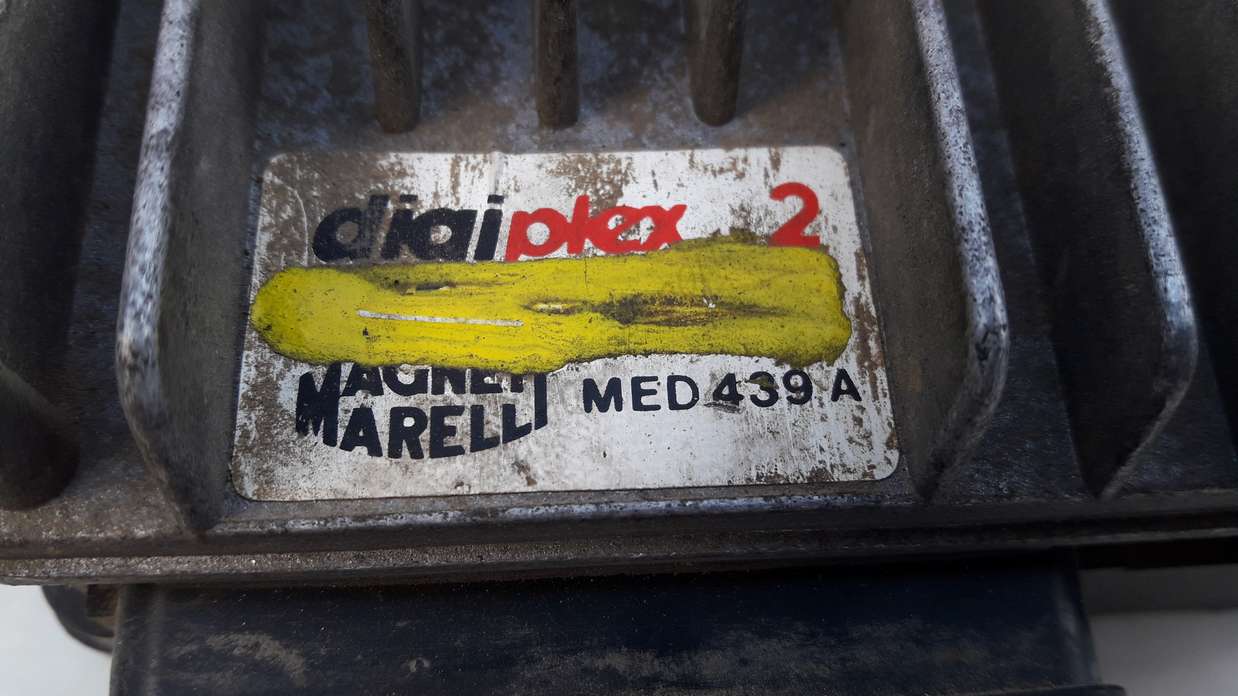 digiplex 2
MAGNETI
MARELLI
MED 439 A